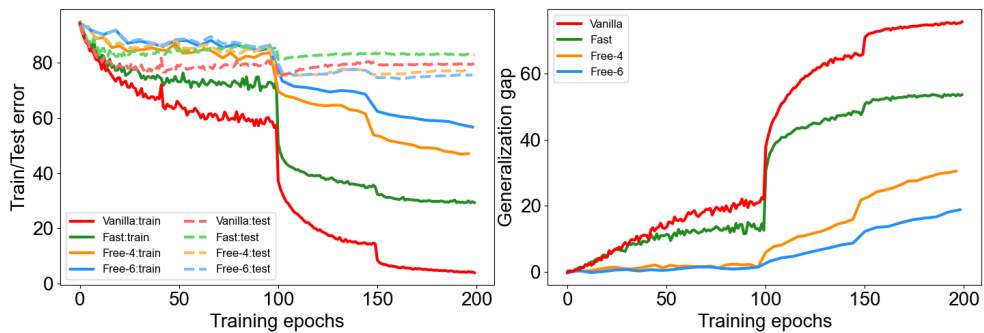 Train/Test error
80
60
40
20
0
Vanilla:train
Fast:train
Free-4:train
Free-6:train
Vanilla:test
Fast:test
Free-4:test
Free-6:test
0 50 100 150 200
Training epochs
Generalization gap
60
40
20
0
Vanilla
Fast
Free-4
Free-6
0 50 100 150 200
Training epochs